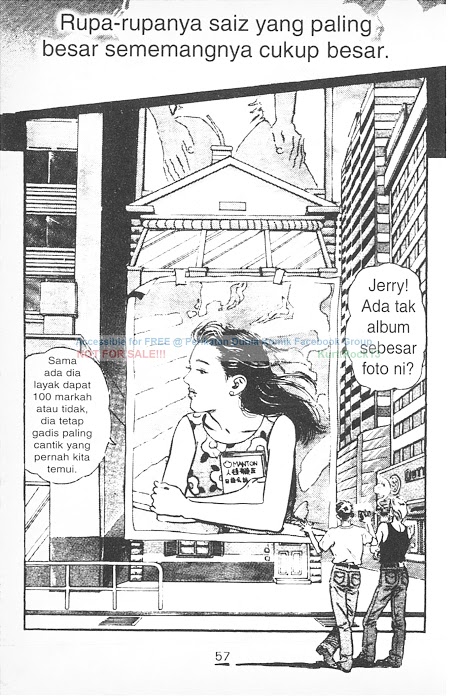 Rupa-rupanya saiz yang paling
besar sememangnya cukup besar.
Jerry!
Ada tak
album
sebesar
foto ni?
Accessible for FREE @
NOT FOR SALE!!!
Sama
ada dia
layak dapat
100 markah
atau tidak,
dia tetap
gadis paling
cantik yang
pernah kita
temui.
MANTON
57